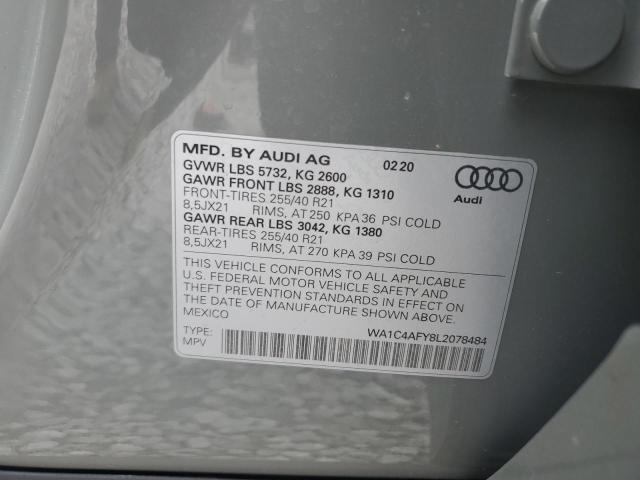 MFD. BY AUDI AG 02 20
GVWR LBS 5732, KG 2600
GAWR FRONT LBS 2888, KG 1310
FRONT-TIRES 255/40 R21
8,5JX21 RIMS, AT 250 KPA 36 PSI COLD
GAWR REAR LBS 3042, KG 1380
REAR-TIRES 255/40 R21
8,5JX21 RIMS, AT 270 KPA 39 PSI COLD
Audi
THIS VEHICLE CONFORMS TO ALL APPLICABLE
U.S. FEDERAL MOTOR VEHICLE SAFETY AND
THEFT PREVENTION STANDARDS IN EFFECT ON
THE DATE OF MANUFACTURE SHOWN ABOVE.
MEXICO
TYPE: WA1C4AFY8L2078484
MPV